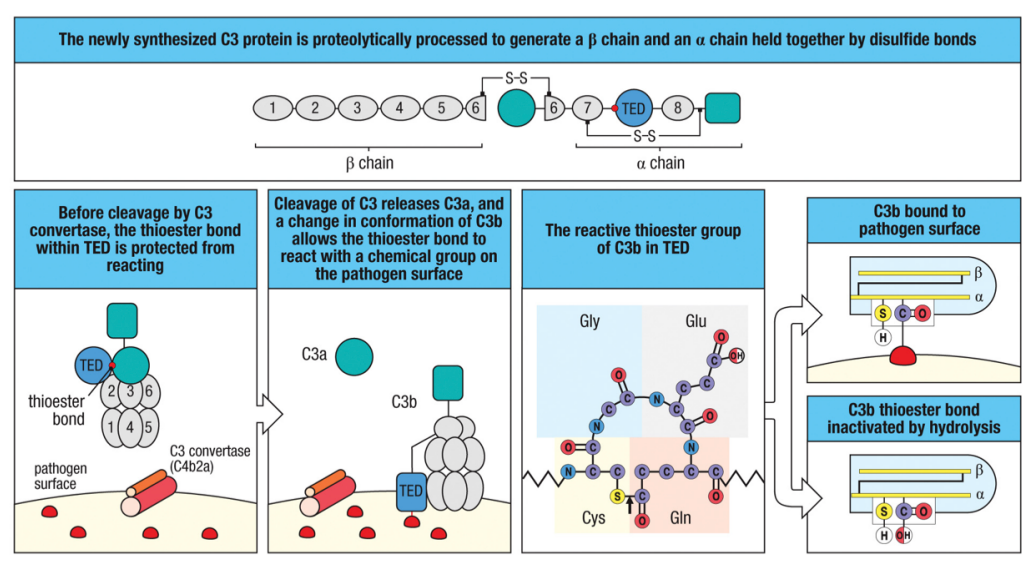 The newly synthesized C3 protein is proteolytically processed to generate a β chain and an α chain held together by disulfide bonds
S–S
1 2 3 4 5 6 6 7 TED 8
S–S
β chain
α chain
Before cleavage by C3
convertase, the thioester bond
within TED is protected from
reacting
TED
2 3 6
thioester
bond
1 4 5
C3 convertase
(C4b2a)
pathogen
surface
Cleavage of C3 releases C3a, and
a change in conformation of C3b
allows the thioester bond to
react with a chemical group on
the pathogen surface
C3a
C3b
TED
The reactive thioester group
of C3b in TED
Gly
Glu
O
C OH
O
C C
C N C
C C O
N N
O C
N C C C C C C
S C O
O
Cys
Gln
C3b bound to
pathogen surface
β
α
S C O
H
C3b thioester bond
inactivated by hydrolysis
β
α
S C O
H OH